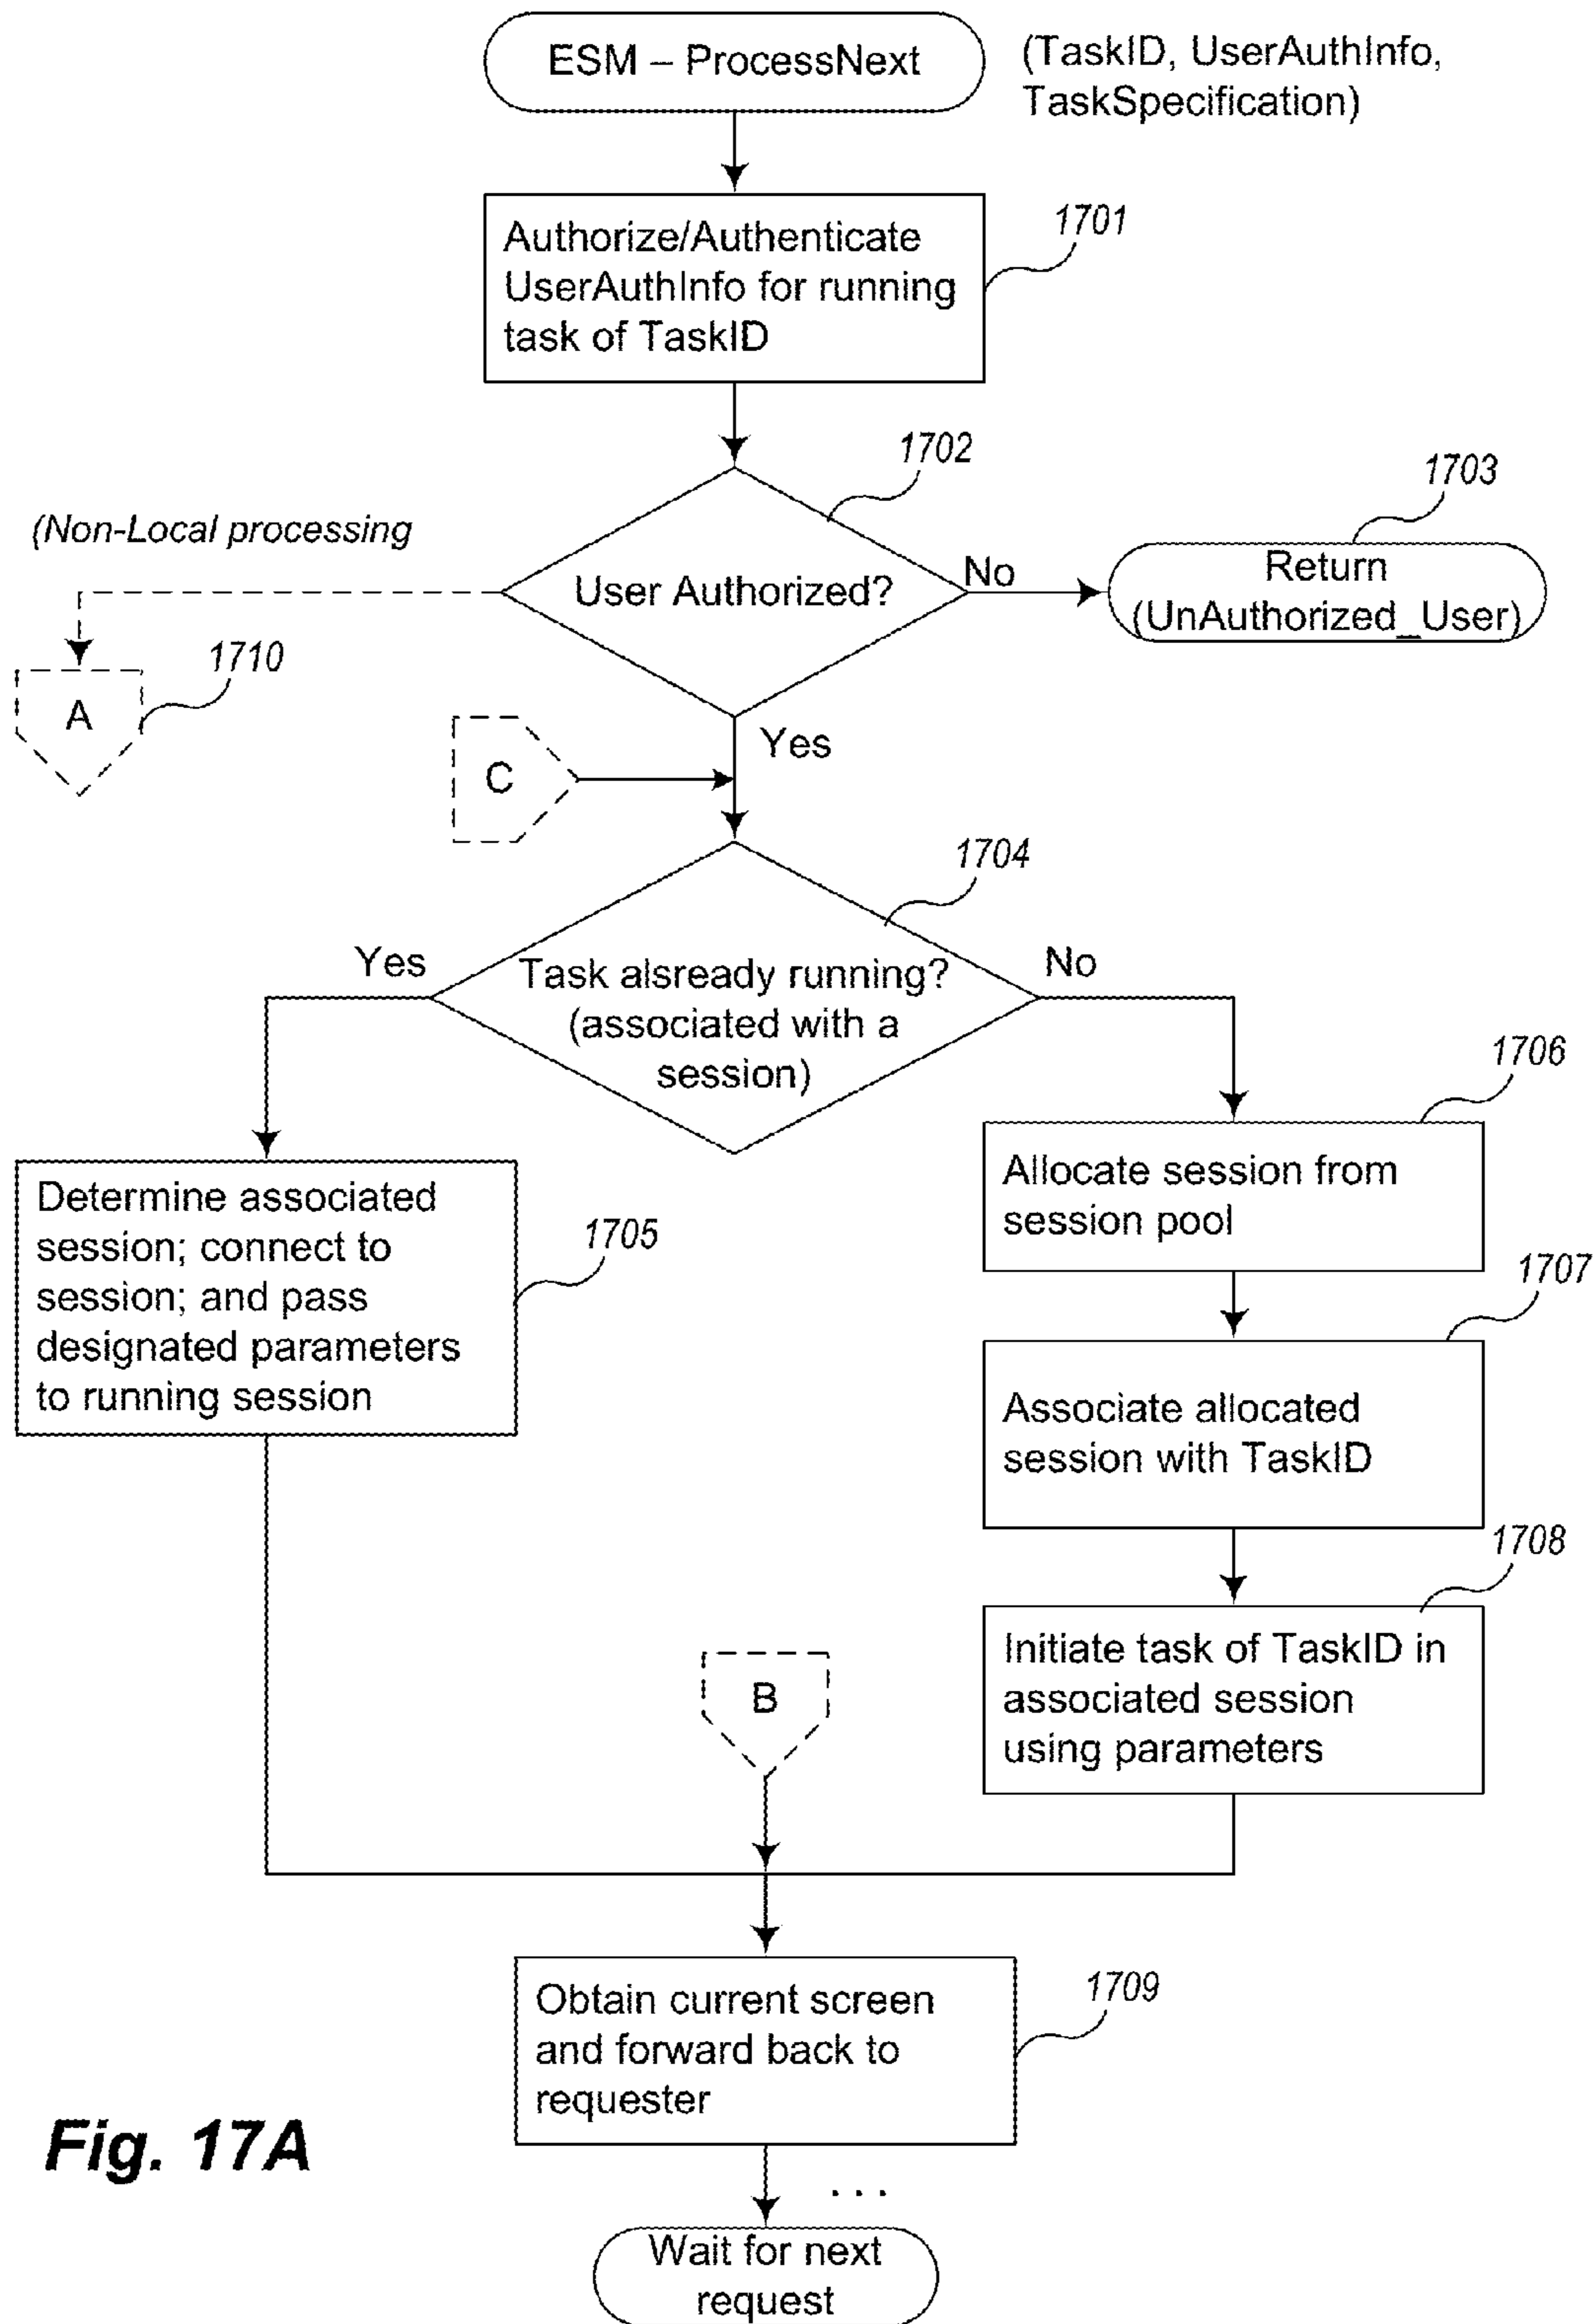 ESM – ProcessNext
(TaskID, UserAuthInfo,
TaskSpecification)
1701
Authorize/Authenticate
UserAuthInfo for running
task of TaskID
1702
1703
(Non-Local processing
User Authorized?
No
Return
(UnAuthorized_User)
1710
A
Yes
C
1704
Yes
No
Task alsready running?
(associated with a
session)
1706
Allocate session from
session pool
Determine associated
session; connect to
session; and pass
designated parameters
to running session
1705
1707
Associate allocated
session with TaskID
1708
Initiate task of TaskID in
associated session
using parameters
B
1709
Obtain current screen
and forward back to
requester
Fig. 17A
. . .
Wait for next
request